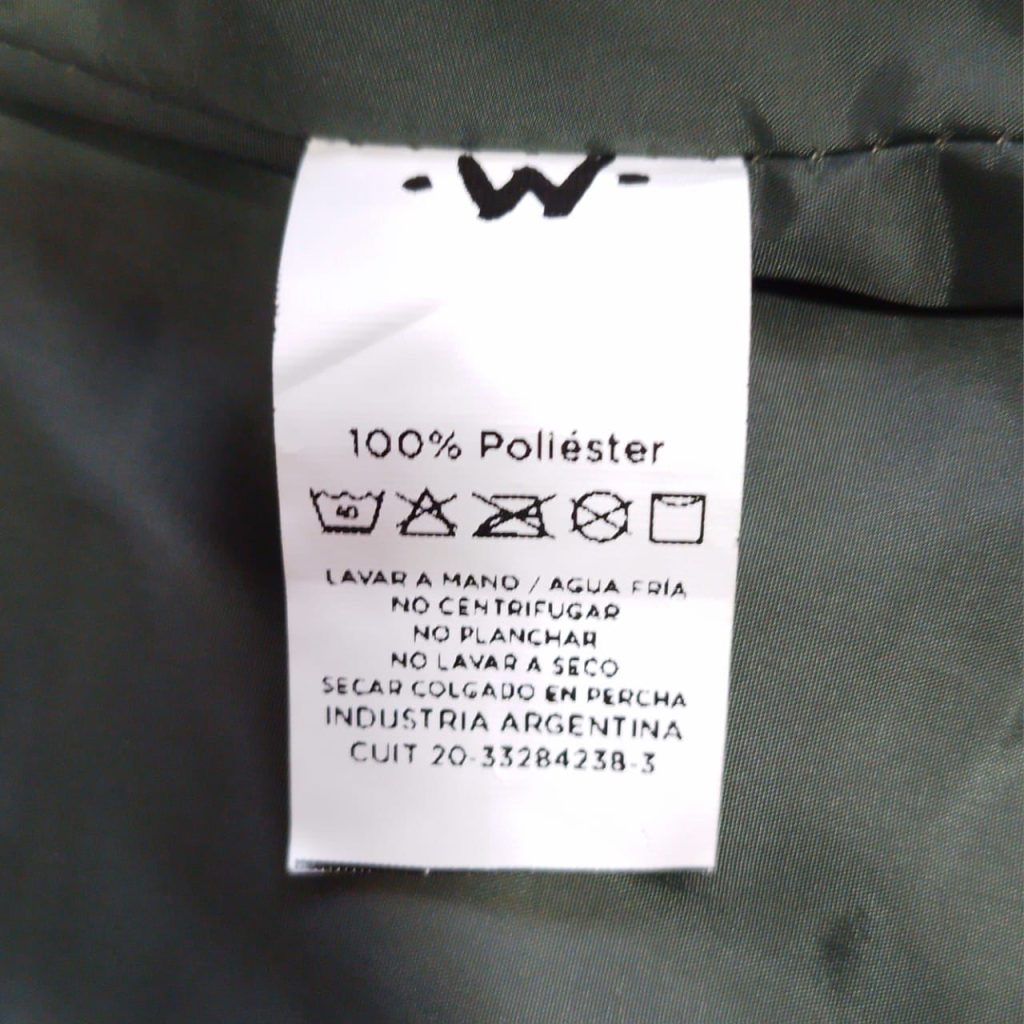 ·W·
100% Poliéster
5
LAVAR A MANO / AGUA FRÍA
NO CENTRIFUGAR
NO PLANCHAR
NO LAVAR A SECO
SECAR COLGADO EN PERCHA
INDUSTRIA ARGENTINA
CUIT 20-33284238-3